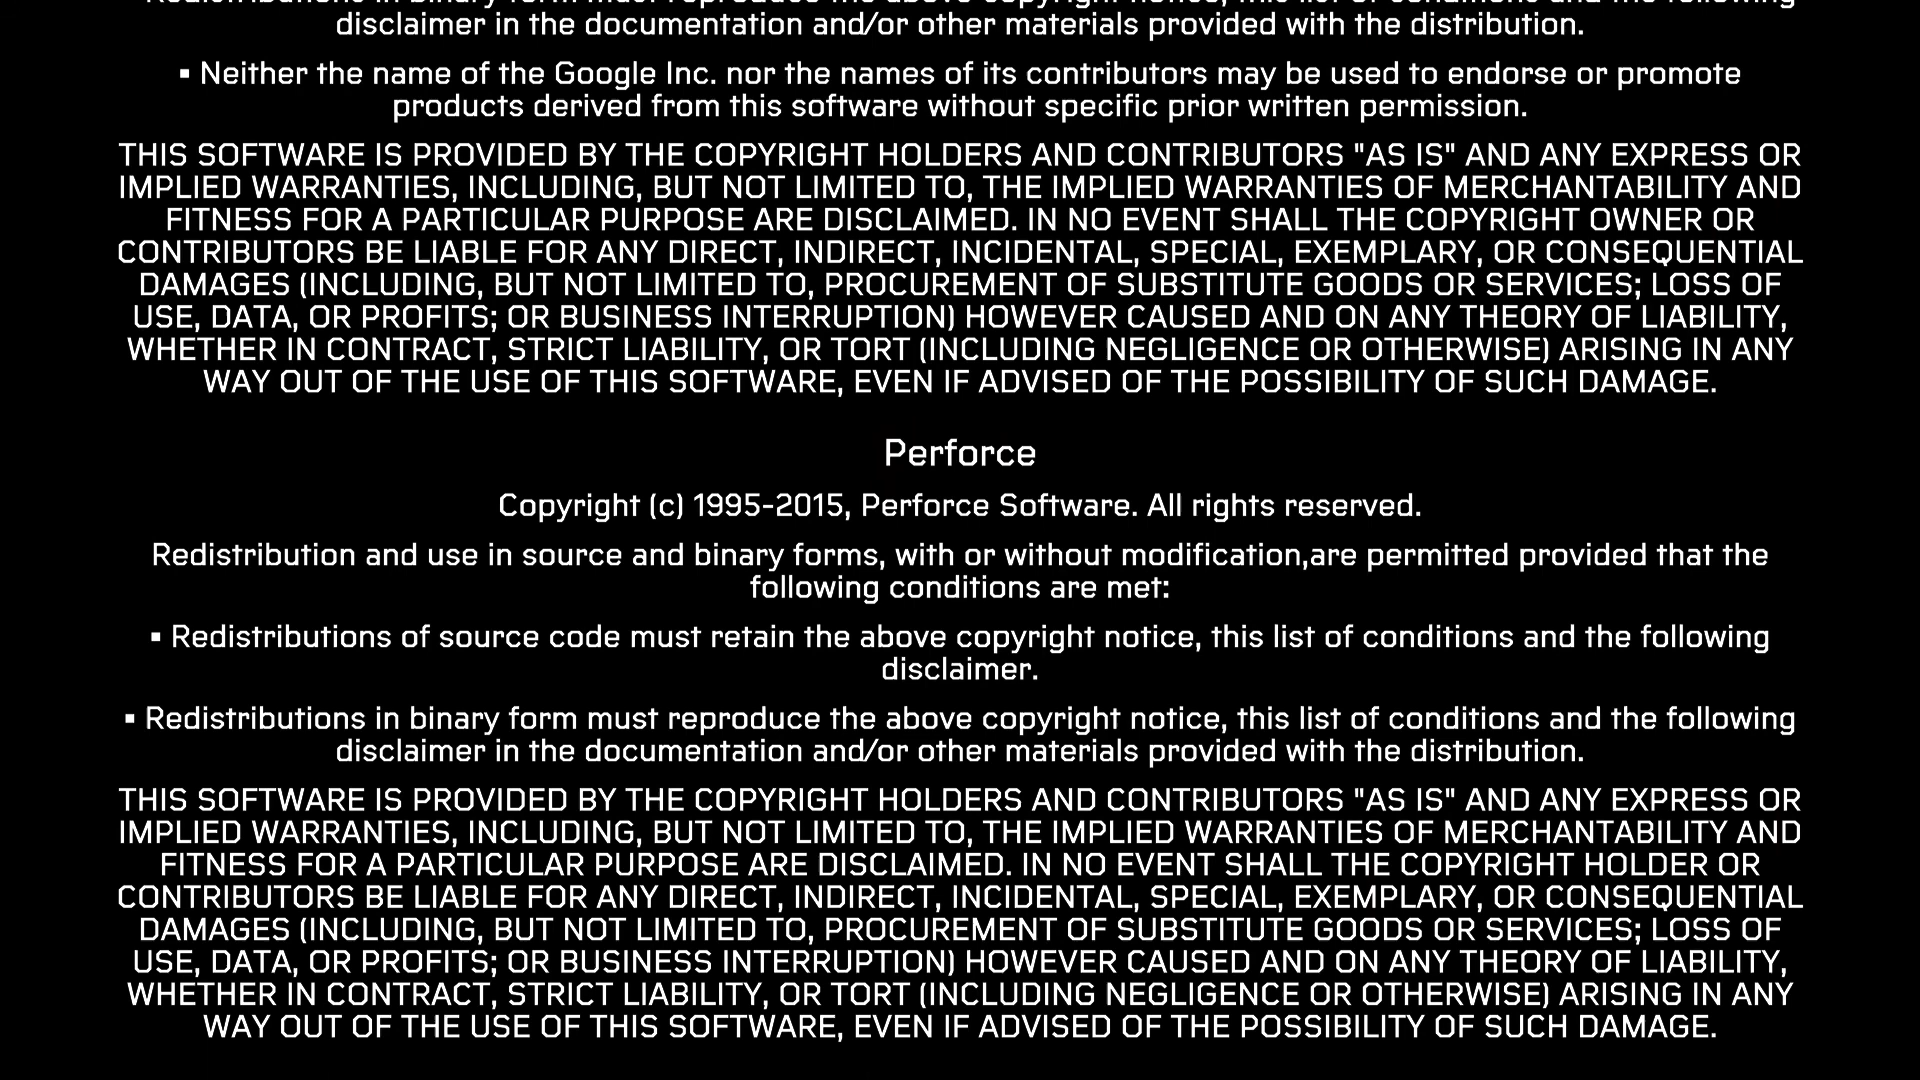 Redistributions in binary form must reproduce the above copyright notice, this list of conditions and the following
disclaimer in the documentation and/or other materials provided with the distribution.
▪ Neither the name of the Google Inc. nor the names of its contributors may be used to endorse or promote
products derived from this software without specific prior written permission.
THIS SOFTWARE IS PROVIDED BY THE COPYRIGHT HOLDERS AND CONTRIBUTORS "AS IS" AND ANY EXPRESS OR
IMPLIED WARRANTIES, INCLUDING, BUT NOT LIMITED TO, THE IMPLIED WARRANTIES OF MERCHANTABILITY AND
FITNESS FOR A PARTICULAR PURPOSE ARE DISCLAIMED. IN NO EVENT SHALL THE COPYRIGHT OWNER OR
CONTRIBUTORS BE LIABLE FOR ANY DIRECT, INDIRECT, INCIDENTAL, SPECIAL, EXEMPLARY, OR CONSEQUENTIAL
DAMAGES (INCLUDING, BUT NOT LIMITED TO, PROCUREMENT OF SUBSTITUTE GOODS OR SERVICES; LOSS OF
USE, DATA, OR PROFITS; OR BUSINESS INTERRUPTION) HOWEVER CAUSED AND ON ANY THEORY OF LIABILITY,
WHETHER IN CONTRACT, STRICT LIABILITY, OR TORT (INCLUDING NEGLIGENCE OR OTHERWISE) ARISING IN ANY
WAY OUT OF THE USE OF THIS SOFTWARE, EVEN IF ADVISED OF THE POSSIBILITY OF SUCH DAMAGE.
Perforce
Copyright (c) 1995-2015, Perforce Software. All rights reserved.
Redistribution and use in source and binary forms, with or without modification,are permitted provided that the
following conditions are met:
▪ Redistributions of source code must retain the above copyright notice, this list of conditions and the following
disclaimer.
▪ Redistributions in binary form must reproduce the above copyright notice, this list of conditions and the following
disclaimer in the documentation and/or other materials provided with the distribution.
THIS SOFTWARE IS PROVIDED BY THE COPYRIGHT HOLDERS AND CONTRIBUTORS "AS IS" AND ANY EXPRESS OR
IMPLIED WARRANTIES, INCLUDING, BUT NOT LIMITED TO, THE IMPLIED WARRANTIES OF MERCHANTABILITY AND
FITNESS FOR A PARTICULAR PURPOSE ARE DISCLAIMED. IN NO EVENT SHALL THE COPYRIGHT HOLDER OR
CONTRIBUTORS BE LIABLE FOR ANY DIRECT, INDIRECT, INCIDENTAL, SPECIAL, EXEMPLARY, OR CONSEQUENTIAL
DAMAGES (INCLUDING, BUT NOT LIMITED TO, PROCUREMENT OF SUBSTITUTE GOODS OR SERVICES; LOSS OF
USE, DATA, OR PROFITS; OR BUSINESS INTERRUPTION) HOWEVER CAUSED AND ON ANY THEORY OF LIABILITY,
WHETHER IN CONTRACT, STRICT LIABILITY, OR TORT (INCLUDING NEGLIGENCE OR OTHERWISE) ARISING IN ANY
WAY OUT OF THE USE OF THIS SOFTWARE, EVEN IF ADVISED OF THE POSSIBILITY OF SUCH DAMAGE.